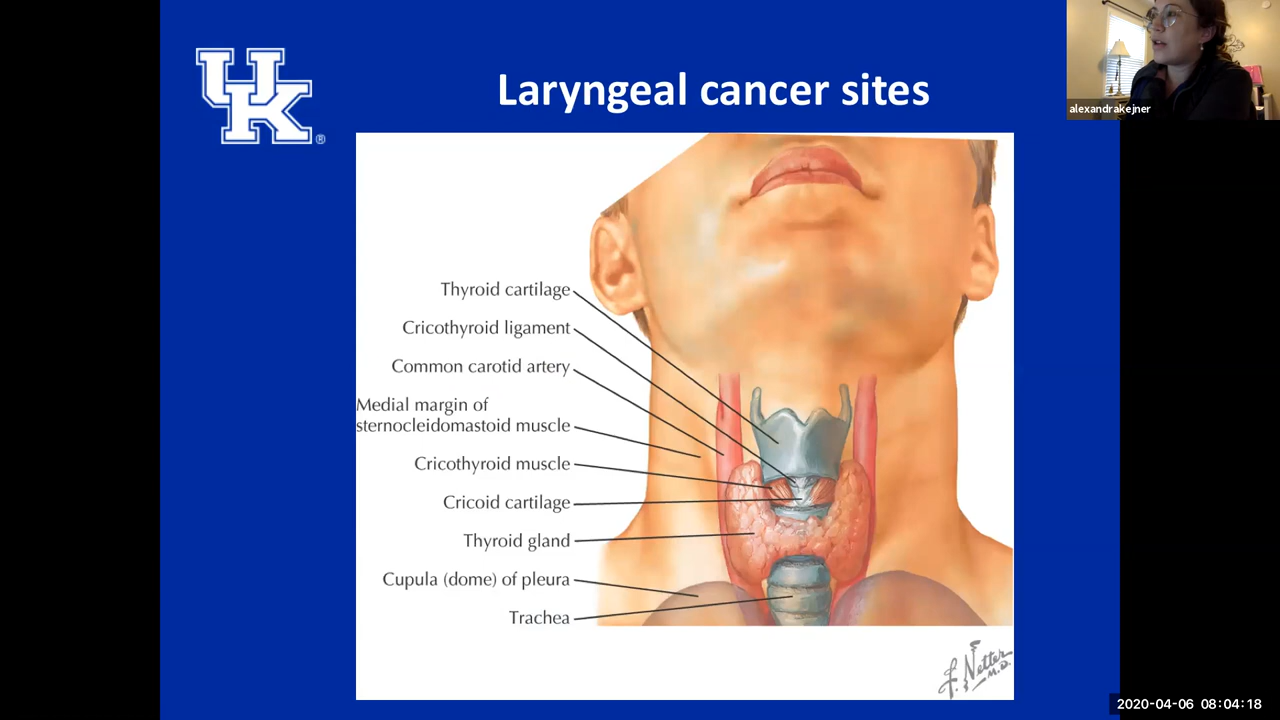 UK
®
Laryngeal cancer sites
alexandrakejner
Thyroid cartilage
Cricothyroid ligament
Common carotid artery
Medial margin of
sternocleidomastoid muscle
Cricothyroid muscle
Cricoid cartilage
Thyroid gland
Cupula (dome) of pleura
Trachea
F. Netter
M.D.
2020-04-06 08:04:18